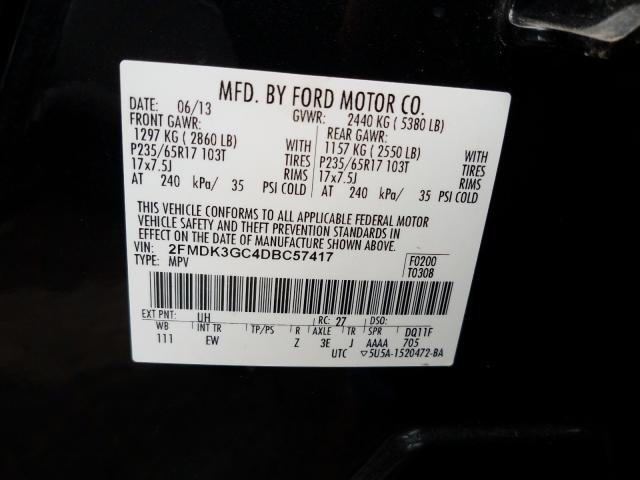 MFD. BY FORD MOTOR CO.
DATE: 06/13 GVWR: 2440 KG ( 5380 LB)
FRONT GAWR: REAR GAWR:
1297 KG ( 2860 LB) WITH 1157 KG ( 2550 LB) WITH
P235/65R17 103T TIRES P235/65R17 103T TIRES
17x7.5J RIMS 17x7.5J RIMS
AT 240 kPa/ 35 PSI COLD AT 240 kPa/ 35 PSI COLD
THIS VEHICLE CONFORMS TO ALL APPLICABLE FEDERAL MOTOR
VEHICLE SAFETY AND THEFT PREVENTION STANDARDS IN
EFFECT ON THE DATE OF MANUFACTURE SHOWN ABOVE.
VIN: 2FMDK3GC4DBC57417 F0200
TYPE: MPV T0308
EXT PNT: UH RC: 27 DSO:
WB INT TR TP/PS R AXLE TR SPR DQ11F
111 EW Z 3E J AAAA 705
UTC ▽5U5A-1520472-BA